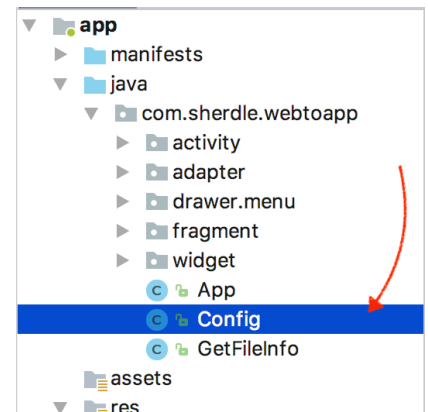 app
manifests
java
com.sherdle.webtoapp
activity
adapter
drawer.menu
fragment
widget
C App
C Config
C GetFileInfo
assets
res